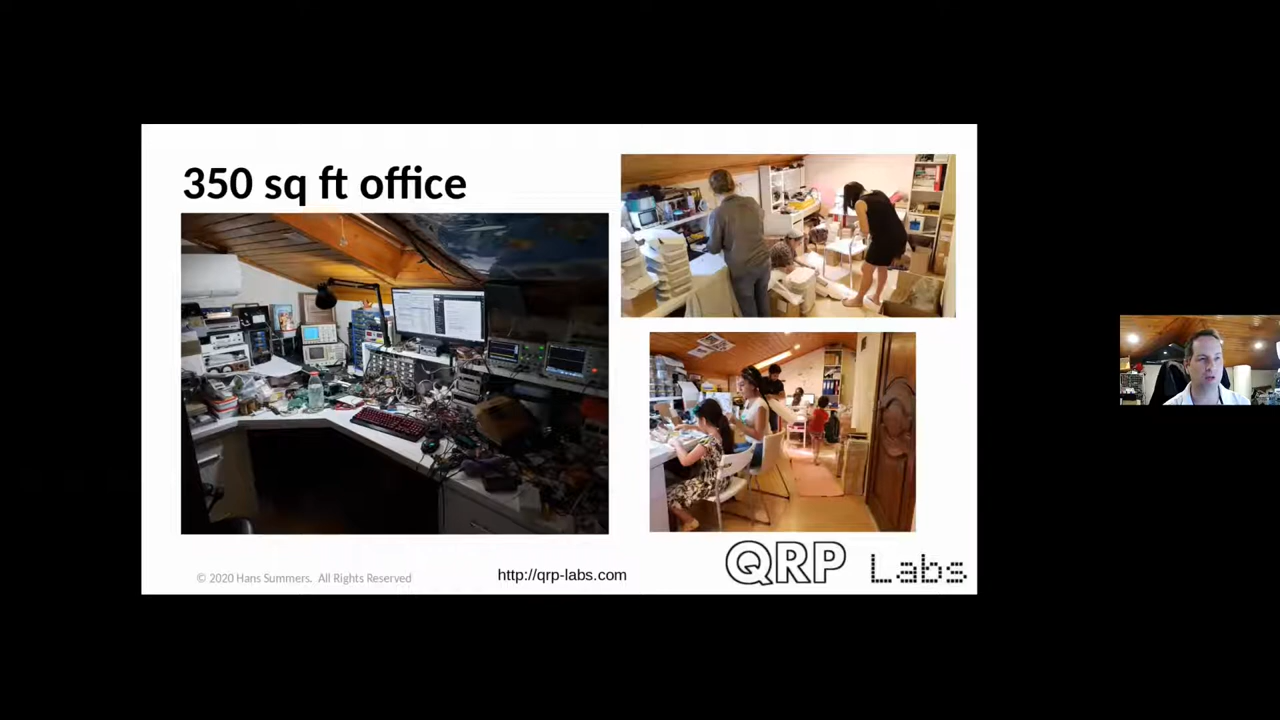 350 sq ft office
© 2020 Hans Summers. All Rights Reserved
http://qrp-labs.com
QRP Labs